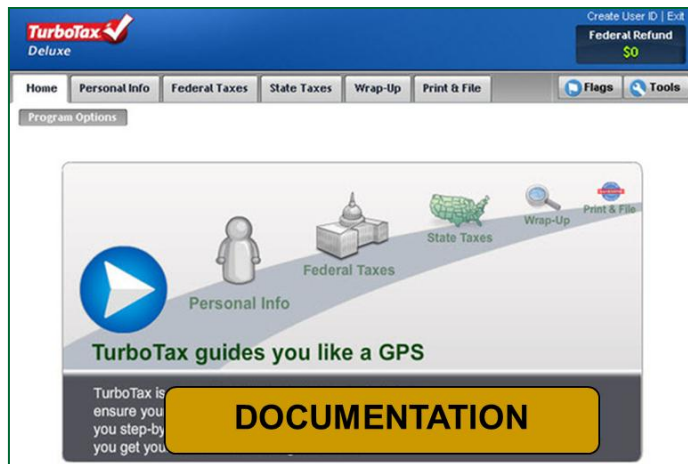 Create User ID | Exit
TurboTax
Deluxe
Federal Refund
$0
Home Personal Info Federal Taxes State Taxes Wrap-Up Print & File Flags Tools
Program Options
Print & File
Wrap-Up
State Taxes
Federal Taxes
Personal Info
TurboTax guides you like a GPS
TurboTax is
ensure you
you step-by
you get you
DOCUMENTATION